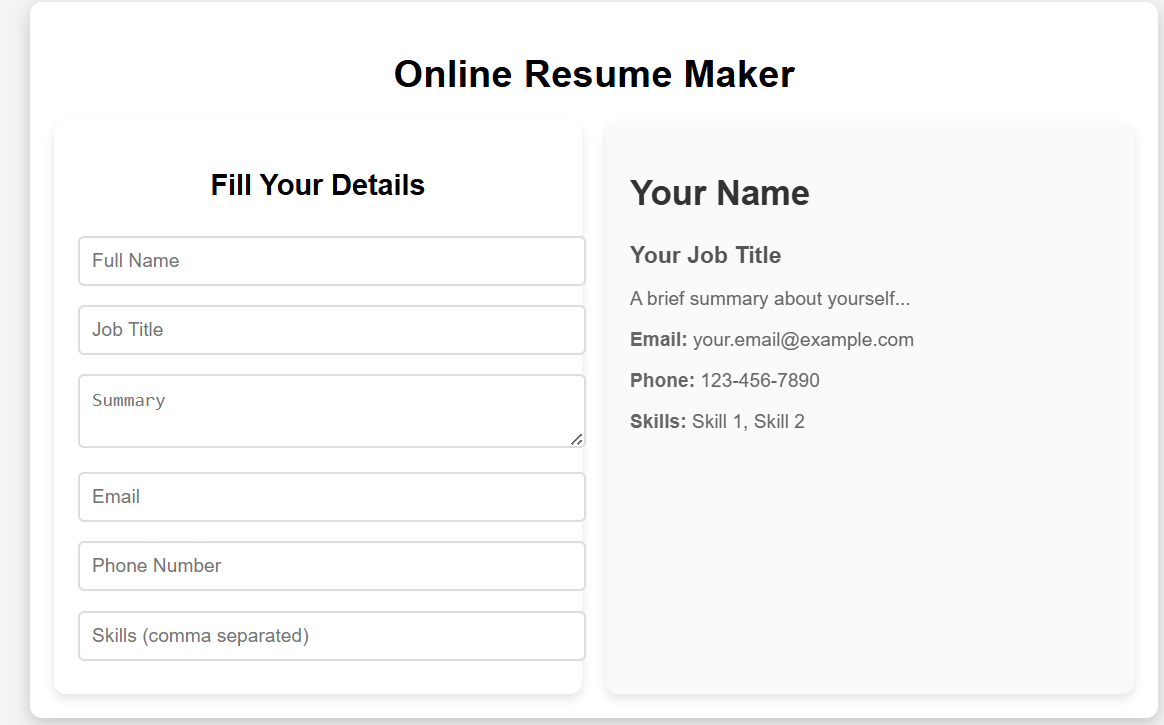 Online Resume Maker
Fill Your Details
Full Name
Job Title
Summary
Email
Phone Number
Skills (comma separated)
Your Name
Your Job Title
A brief summary about yourself...
Email: your.email@example.com
Phone: 123-456-7890
Skills: Skill 1, Skill 2